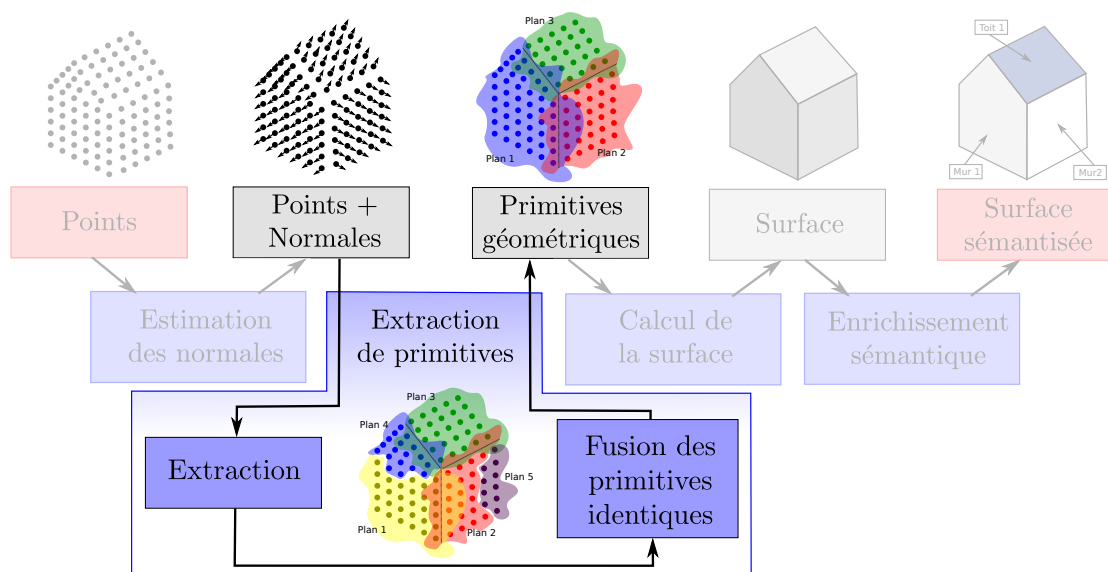 Plan 3
Plan 1
Plan 2
Toit 1
Mur 1
Mur2
Points
Points +
Normales
Primitives
géométriques
Surface
Surface
sémantisée
Estimation
des normales
Extraction
de primitives
Calcul de
la surface
Enrichissement
sémantique
Extraction
Plan 3
Plan 4
Plan 5
Plan 1
Plan 2
Fusion des
primitives
identiques